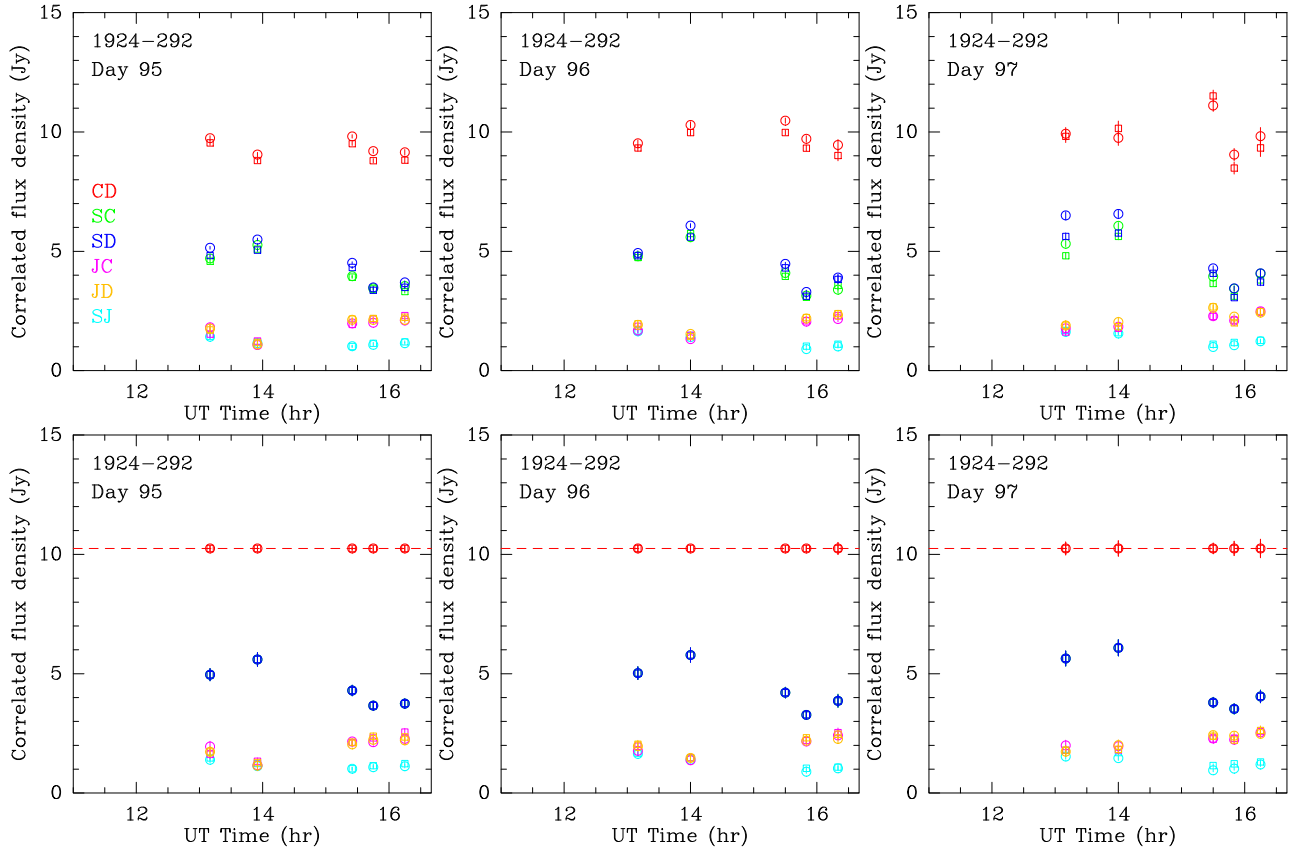 15
10
5
0
Correlated flux density (Jy)
1924−292
Day 95
CD
SC
SD
JC
JD
SJ
12 14 16
UT Time (hr)
15
10
5
0
Correlated flux density (Jy)
1924−292
Day 96
12 14 16
UT Time (hr)
15
10
5
0
Correlated flux density (Jy)
1924−292
Day 97
12 14 16
UT Time (hr)
15
10
5
0
Correlated flux density (Jy)
1924−292
Day 95
12 14 16
UT Time (hr)
15
10
5
0
Correlated flux density (Jy)
1924−292
Day 96
12 14 16
UT Time (hr)
15
10
5
0
Correlated flux density (Jy)
1924−292
Day 97
12 14 16
UT Time (hr)